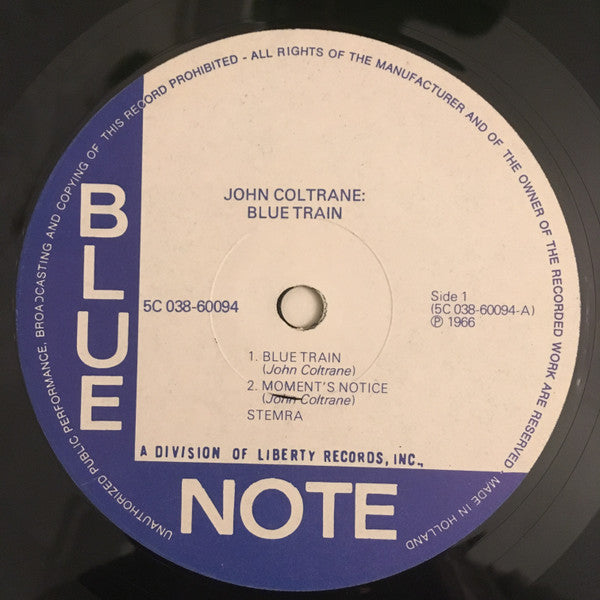 UNAUTHORIZED PUBLIC PERFORMANCE, BROADCASTING AND COPYING OF THIS RECORD PROHIBITED - ALL RIGHTS OF THE MANUFACTURER AND OF THE OWNER OF THE RECORDED WORK ARE RESERVED - MADE IN HOLLAND
JOHN COLTRANE:
BLUE TRAIN
BLUE
5C 038-60094
Side 1
(5C 038-60094-A)
Ⓟ 1966
1. BLUE TRAIN
(John Coltrane)
2. MOMENT'S NOTICE
(John Coltrane)
STEMRA
A DIVISION OF LIBERTY RECORDS, INC.,
NOTE